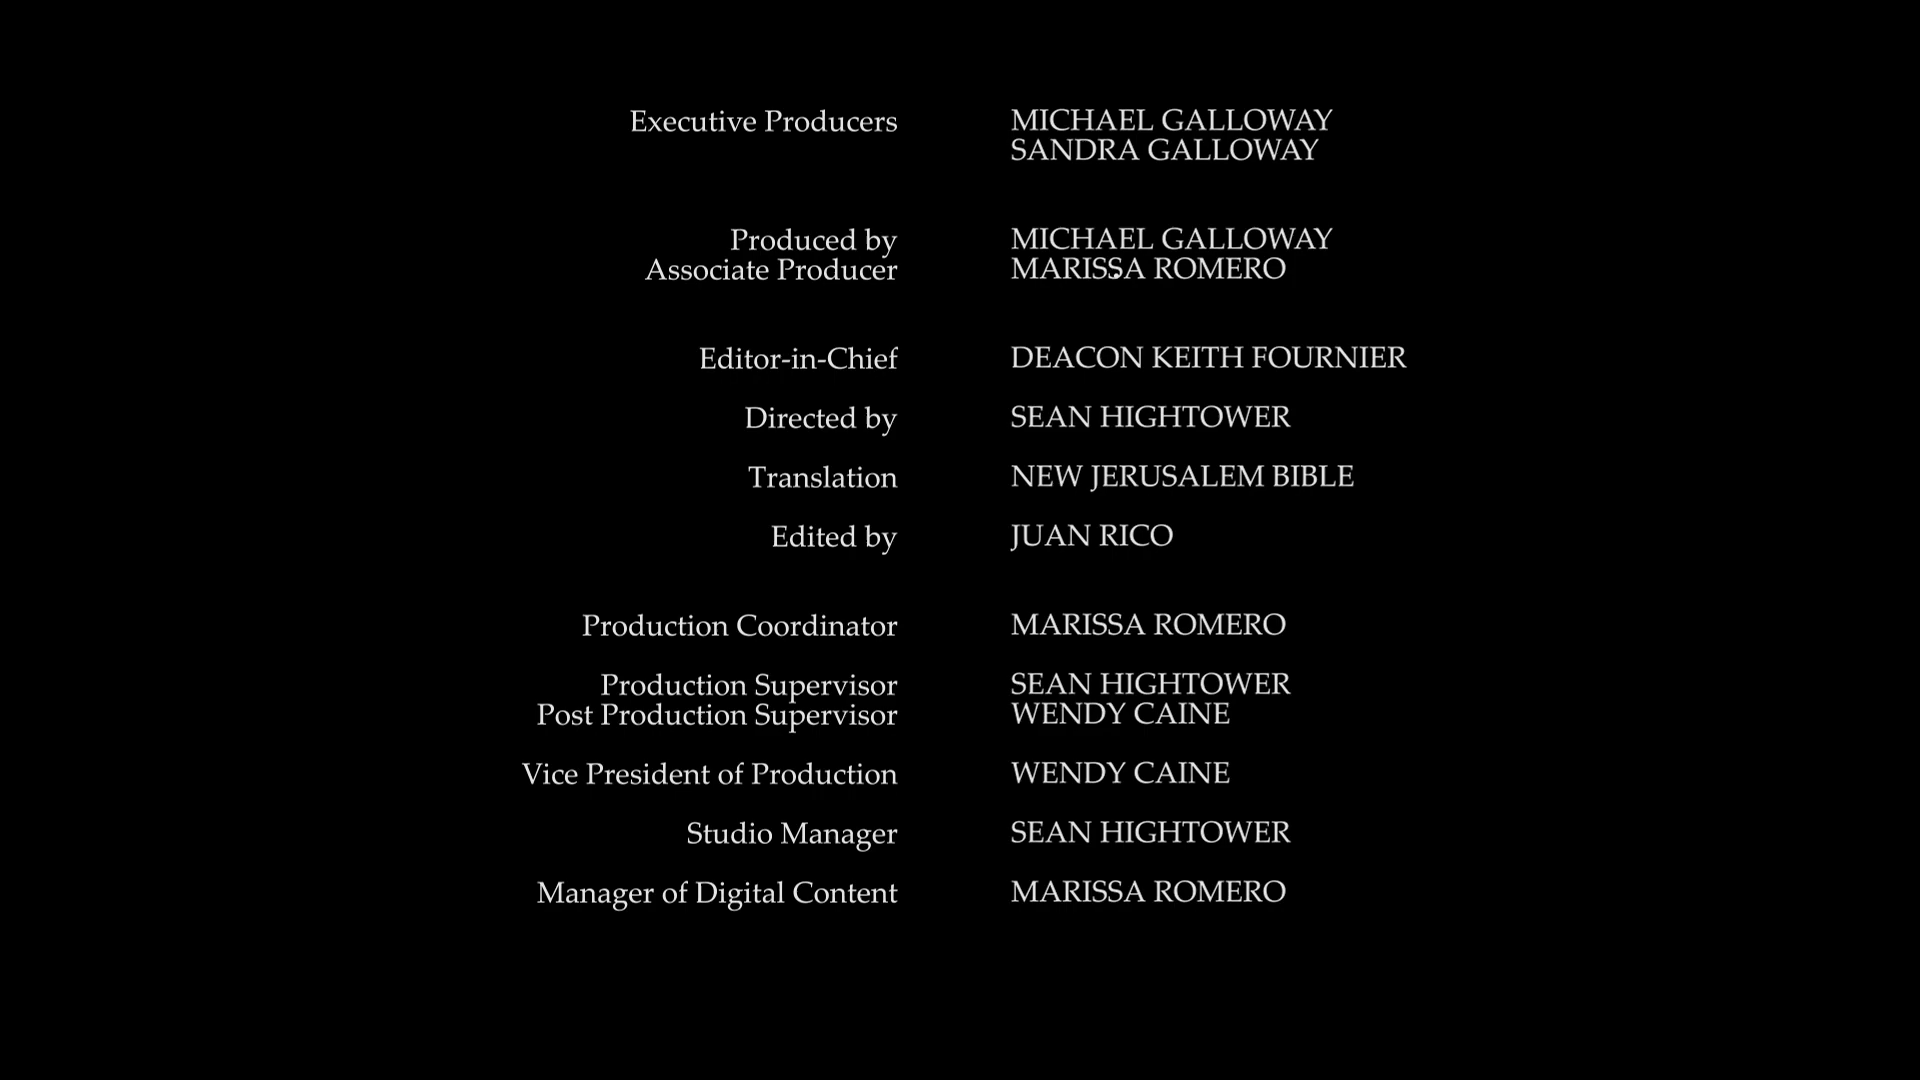 Executive Producers MICHAEL GALLOWAY
SANDRA GALLOWAY
Produced by MICHAEL GALLOWAY
Associate Producer MARISSA ROMERO
Editor-in-Chief DEACON KEITH FOURNIER
Directed by SEAN HIGHTOWER
Translation NEW JERUSALEM BIBLE
Edited by JUAN RICO
Production Coordinator MARISSA ROMERO
Production Supervisor SEAN HIGHTOWER
Post Production Supervisor WENDY CAINE
Vice President of Production WENDY CAINE
Studio Manager SEAN HIGHTOWER
Manager of Digital Content MARISSA ROMERO